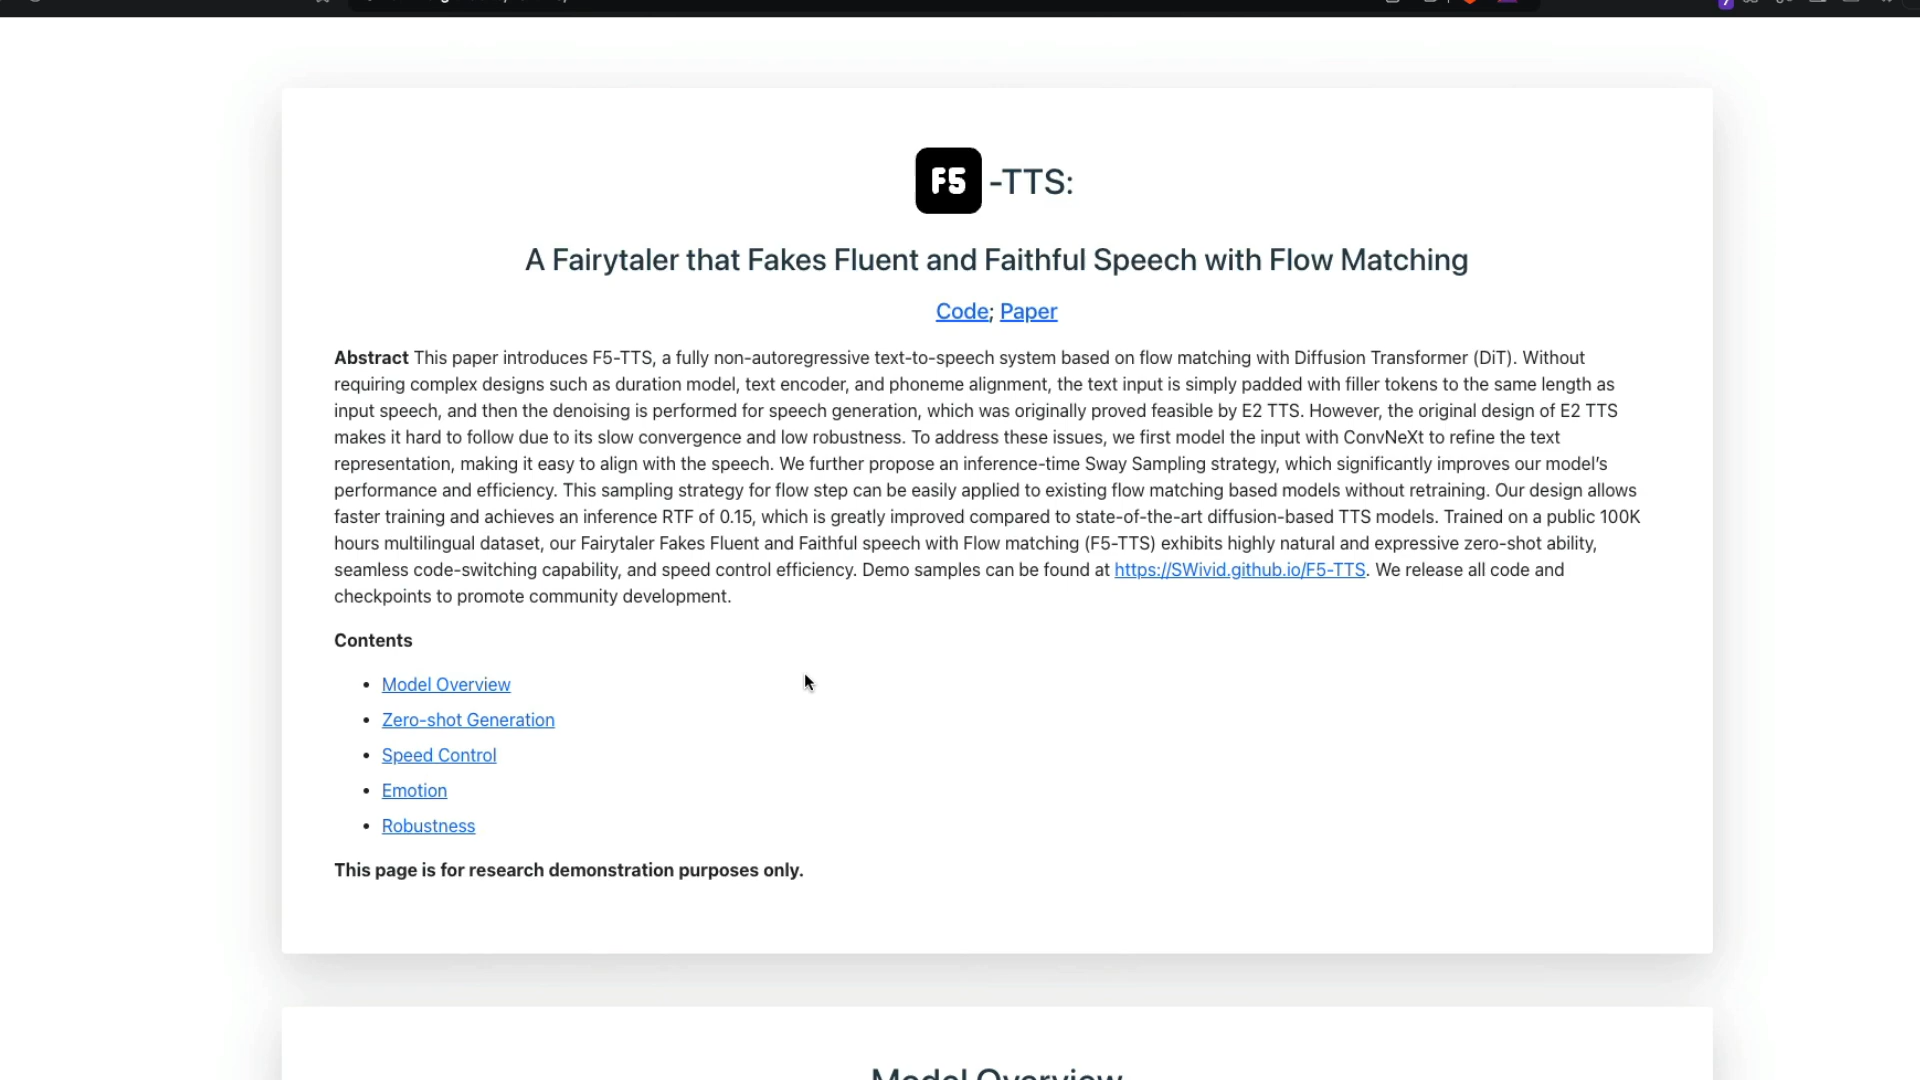 F5 -TTS:
A Fairytaler that Fakes Fluent and Faithful Speech with Flow Matching
Code; Paper
Abstract This paper introduces F5-TTS, a fully non-autoregressive text-to-speech system based on flow matching with Diffusion Transformer (DiT). Without
requiring complex designs such as duration model, text encoder, and phoneme alignment, the text input is simply padded with filler tokens to the same length as
input speech, and then the denoising is performed for speech generation, which was originally proved feasible by E2 TTS. However, the original design of E2 TTS
makes it hard to follow due to its slow convergence and low robustness. To address these issues, we first model the input with ConvNeXt to refine the text
representation, making it easy to align with the speech. We further propose an inference-time Sway Sampling strategy, which significantly improves our model’s
performance and efficiency. This sampling strategy for flow step can be easily applied to existing flow matching based models without retraining. Our design allows
faster training and achieves an inference RTF of 0.15, which is greatly improved compared to state-of-the-art diffusion-based TTS models. Trained on a public 100K
hours multilingual dataset, our Fairytaler Fakes Fluent and Faithful speech with Flow matching (F5-TTS) exhibits highly natural and expressive zero-shot ability,
seamless code-switching capability, and speed control efficiency. Demo samples can be found at https://SWivid.github.io/F5-TTS. We release all code and
checkpoints to promote community development.
Contents
• Model Overview
• Zero-shot Generation
• Speed Control
• Emotion
• Robustness
This page is for research demonstration purposes only.
Model Overview